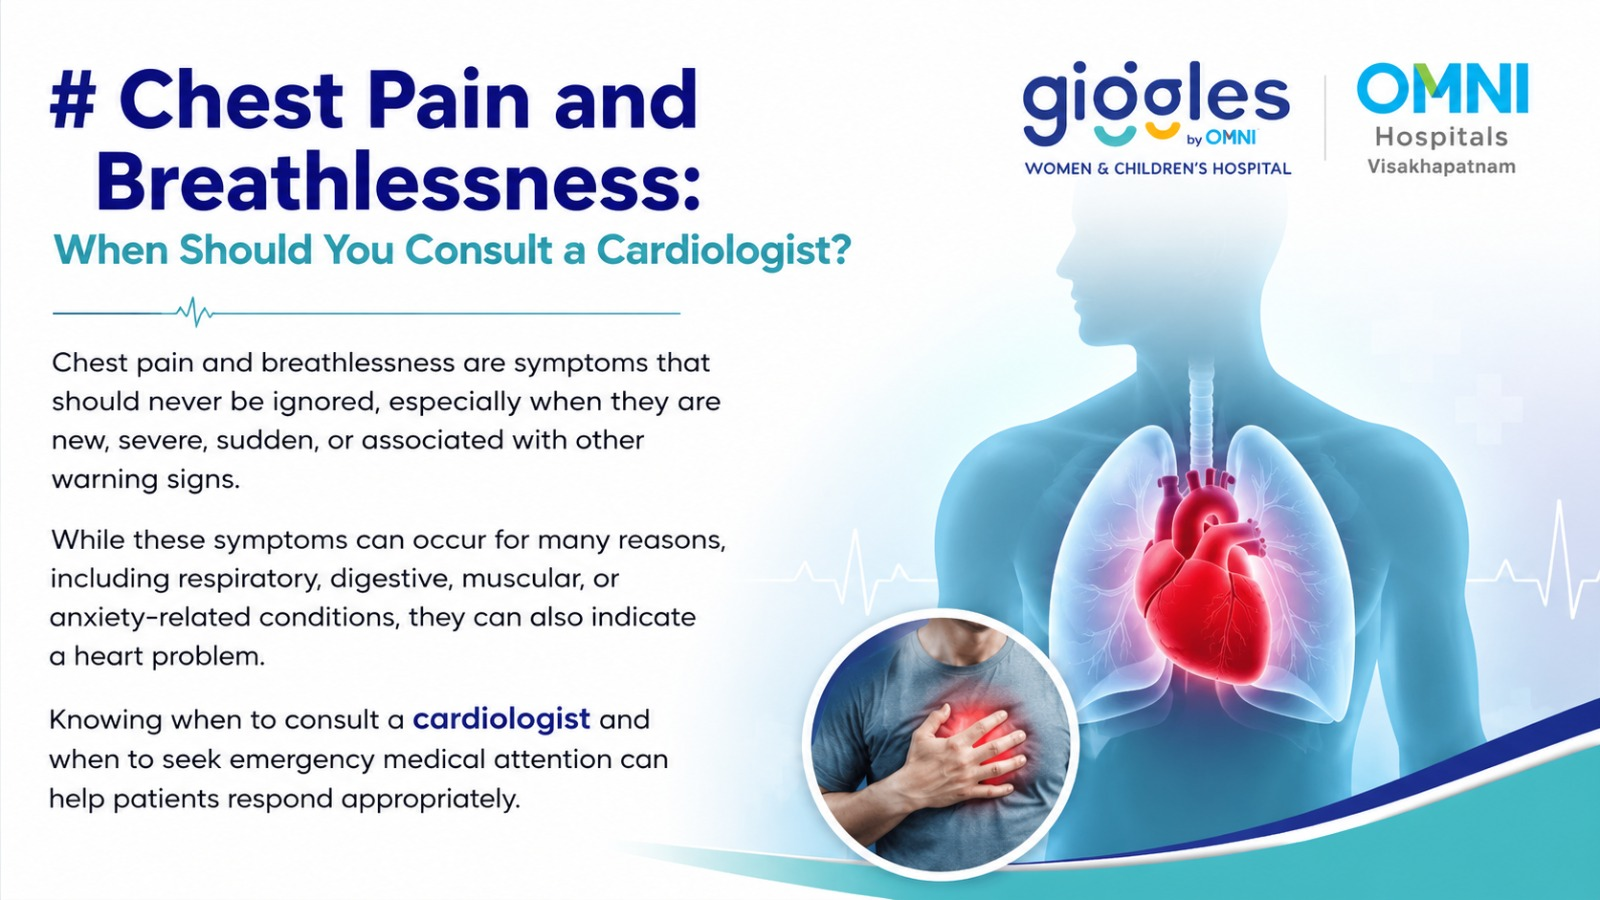 # Chest Pain and
Breathlessness:
When Should You Consult a Cardiologist?
Chest pain and breathlessness are symptoms that
should never be ignored, especially when they are
new, severe, sudden, or associated with other
warning signs.
While these symptoms can occur for many reasons,
including respiratory, digestive, muscular, or
anxiety-related conditions, they can also indicate
a heart problem.
Knowing when to consult a cardiologist and
when to seek emergency medical attention can
help patients respond appropriately.
giggles
by OMNI
WOMEN & CHILDREN'S HOSPITAL
OMNI
Hospitals
Visakhapatnam